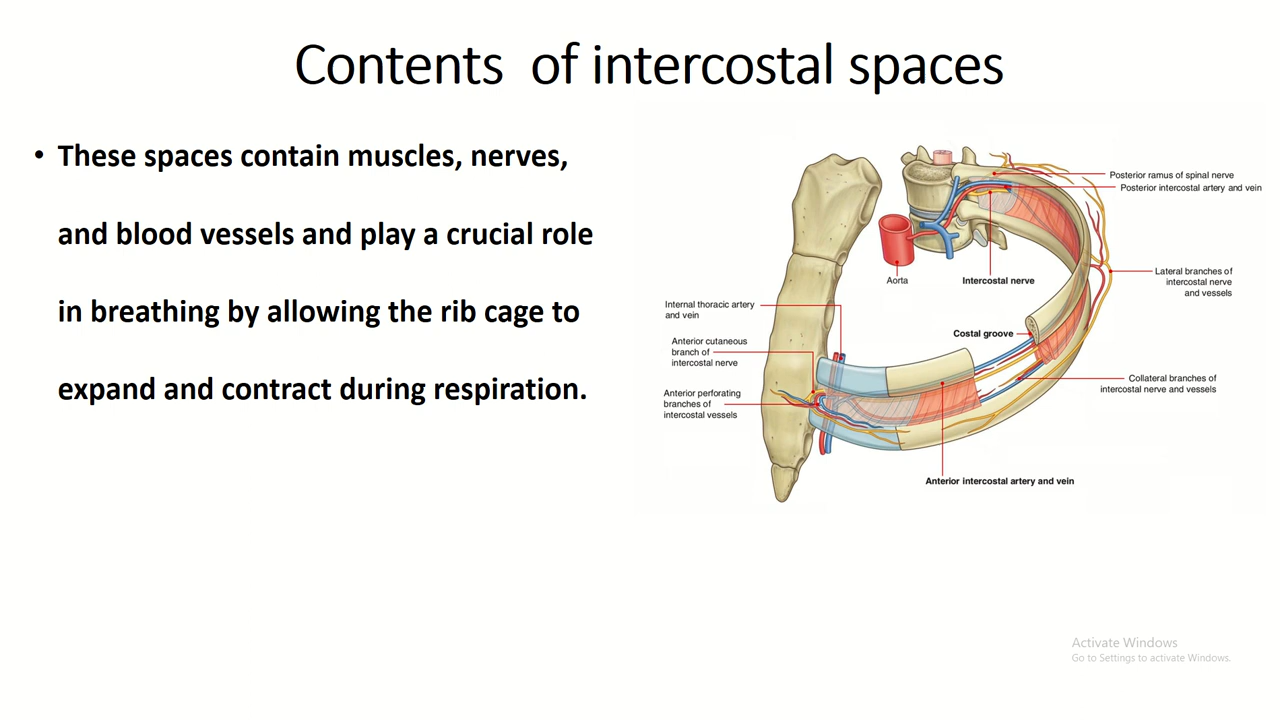 Contents of intercostal spaces
• These spaces contain muscles, nerves,
and blood vessels and play a crucial role
in breathing by allowing the rib cage to
expand and contract during respiration.
Posterior ramus of spinal nerve
Posterior intercostal artery and vein
Aorta
Intercostal nerve
Lateral branches of
intercostal nerve
and vessels
Internal thoracic artery
and vein
Costal groove
Anterior cutaneous
branch of
intercostal nerve
Collateral branches of
intercostal nerve and vessels
Anterior perforating
branches of
intercostal vessels
Anterior intercostal artery and vein
Activate Windows
Go to Settings to activate Windows.